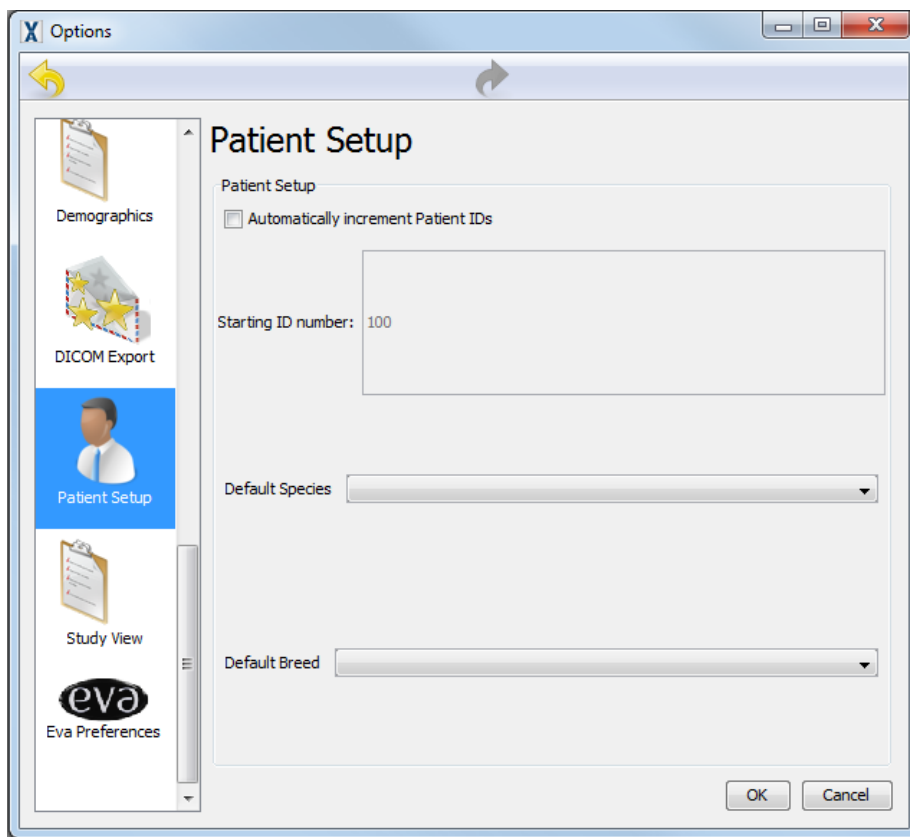 Options
Demographics
DICOM Export
Patient Setup
Study View
eva
Eva Preferences
Patient Setup
Patient Setup
Automatically increment Patient IDs
Starting ID number: 100
Default Species
Default Breed
OK Cancel